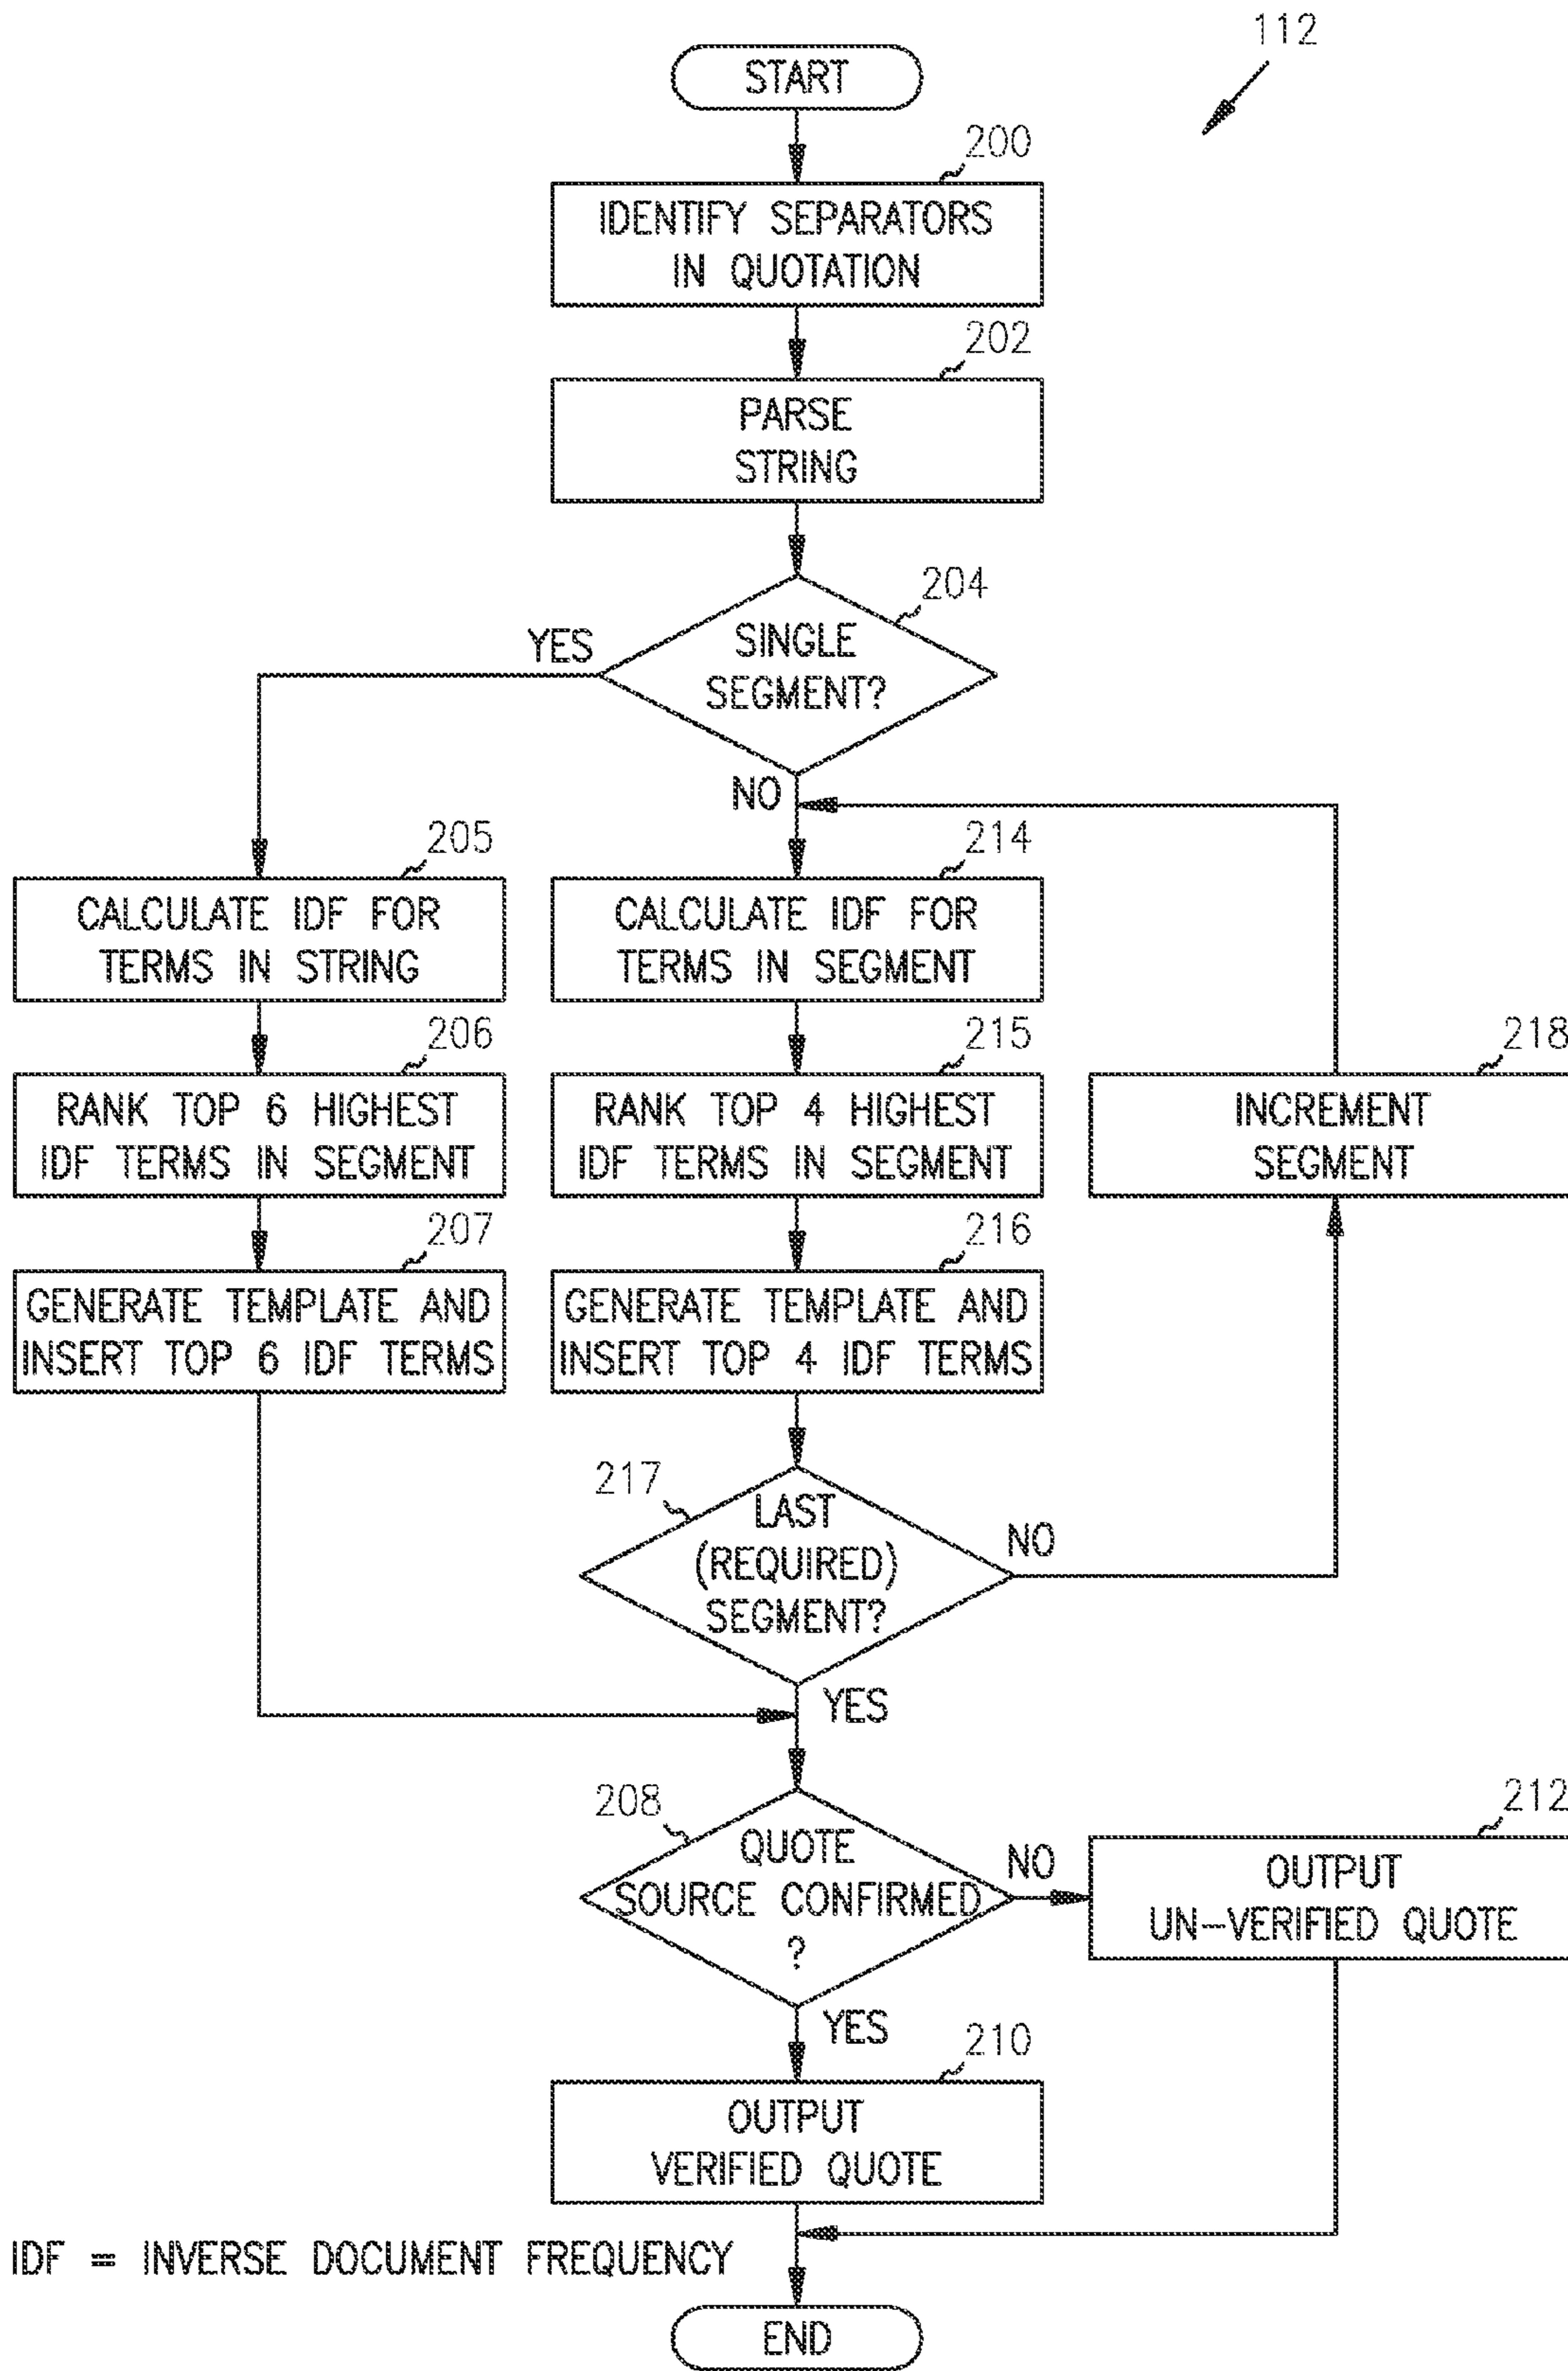 112
START
200
IDENTIFY SEPARATORS
IN QUOTATION
202
PARSE
STRING
204
SINGLE
SEGMENT?
YES
NO
205
CALCULATE IDF FOR
TERMS IN STRING
206
RANK TOP 6 HIGHEST
IDF TERMS IN SEGMENT
207
GENERATE TEMPLATE AND
INSERT TOP 6 IDF TERMS
214
CALCULATE IDF FOR
TERMS IN SEGMENT
215
RANK TOP 4 HIGHEST
IDF TERMS IN SEGMENT
216
GENERATE TEMPLATE AND
INSERT TOP 4 IDF TERMS
218
INCREMENT
SEGMENT
217
LAST
(REQUIRED)
SEGMENT?
NO
YES
208
QUOTE
SOURCE CONFIRMED
?
NO
212
OUTPUT
UN-VERIFIED QUOTE
YES
210
OUTPUT
VERIFIED QUOTE
IDF = INVERSE DOCUMENT FREQUENCY
END